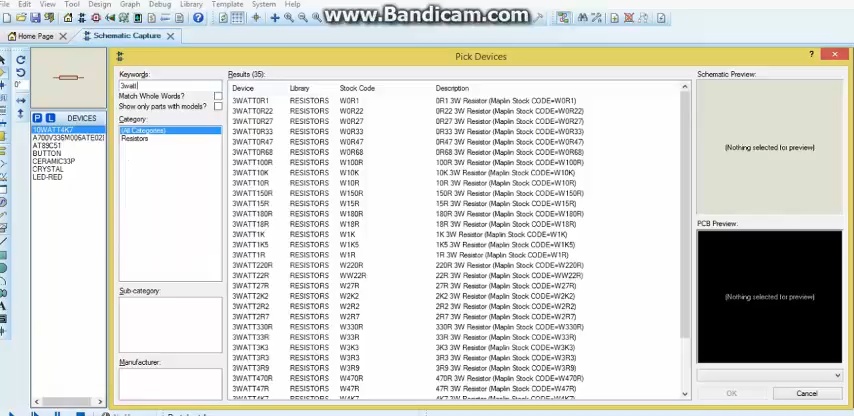 File Edit View Tool Design Graph Debug Library Template System Help
www.Bandicam.com
Home Page Schematic Capture
Pick Devices
Keywords:
3watt
Match Whole Words?
Show only parts with models?
Category:
(All Categories)
Resistors
Sub-category:
Manufacturer:
P L DEVICES
10WATT4K7
A700V336M006ATE02
AT89C51
BUTTON
CERAMIC33P
CRYSTAL
LED-RED
Results (35):
Device Library Stock Code Description
3WATT0R1 RESISTORS W0R1 0R1 3W Resistor (Maplin Stock CODE=W0R1)
3WATT0R22 RESISTORS W0R22 0R22 3W Resistor (Maplin Stock CODE=W0R22)
3WATT0R27 RESISTORS W0R27 0R27 3W Resistor (Maplin Stock CODE=W0R27)
3WATT0R33 RESISTORS W0R33 0R33 3W Resistor (Maplin Stock CODE=W0R33)
3WATT0R47 RESISTORS W0R47 0R47 3W Resistor (Maplin Stock CODE=W0R47)
3WATT0R68 RESISTORS W0R68 0R68 3W Resistor (Maplin Stock CODE=W0R68)
3WATT100R RESISTORS W100R 100R 3W Resistor (Maplin Stock CODE=W100R)
3WATT10K RESISTORS W10K 10K 3W Resistor (Maplin Stock CODE=W10K)
3WATT10R RESISTORS W10R 10R 3W Resistor (Maplin Stock CODE=W10R)
3WATT150R RESISTORS W150R 150R 3W Resistor (Maplin Stock CODE=W150R)
3WATT15R RESISTORS W15R 15R 3W Resistor (Maplin Stock CODE=W15R)
3WATT180R RESISTORS W180R 180R 3W Resistor (Maplin Stock CODE=W180R)
3WATT18R RESISTORS W18R 18R 3W Resistor (Maplin Stock CODE=W18R)
3WATT1K RESISTORS W1K 1K 3W Resistor (Maplin Stock CODE=W1K)
3WATT1K5 RESISTORS W1K5 1K5 3W Resistor (Maplin Stock CODE=W1K5)
3WATT1R RESISTORS W1R 1R 3W Resistor (Maplin Stock CODE=W1R)
3WATT220R RESISTORS W220R 220R 3W Resistor (Maplin Stock CODE=W220R)
3WATT22R RESISTORS WW22R 22R 3W Resistor (Maplin Stock CODE=WW22R)
3WATT27R RESISTORS W27R 27R 3W Resistor (Maplin Stock CODE=W27R)
3WATT2K2 RESISTORS W2K2 2K2 3W Resistor (Maplin Stock CODE=W2K2)
3WATT2R7 RESISTORS W2R7 2R2 3W Resistor (Maplin Stock CODE=W2R7)
3WATT330R RESISTORS W330R 330R 3W Resistor (Maplin Stock CODE=W330R)
3WATT33R RESISTORS W33R 33R 3W Resistor (Maplin Stock CODE=W33R)
3WATT3K3 RESISTORS W3K3 3K3 3W Resistor (Maplin Stock CODE=W3K3)
3WATT3R3 RESISTORS W3R3 3R3 3W Resistor (Maplin Stock CODE=W3R3)
3WATT3R9 RESISTORS W3R9 3R9 3W Resistor (Maplin Stock CODE=W3R9)
3WATT470R RESISTORS W470R 470R 3W Resistor (Maplin Stock CODE=W470R)
3WATT47R RESISTORS W47R 47R 3W Resistor (Maplin Stock CODE=W47R)
3WATT4K7 RESISTORS W4K7 4K7 3W Resistor (Maplin Stock CODE=W4K7)
Schematic Preview:
(Nothing selected for preview)
PCB Preview:
(Nothing selected for preview)
OK Cancel